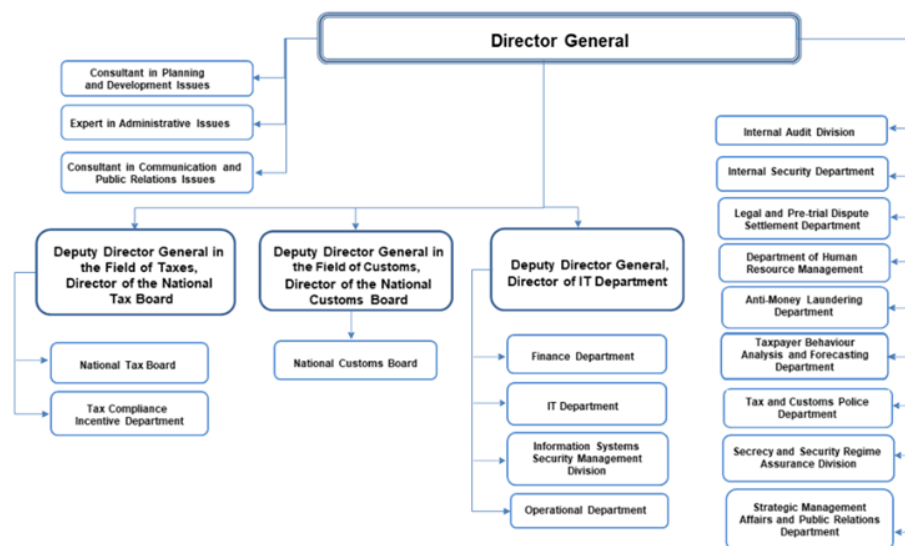 Director General
Consultant in Planning
and Development Issues
Expert in Administrative Issues
Consultant in Communication and
Public Relations Issues
Deputy Director General in
the Field of Taxes,
Director of the National
Tax Board
National Tax Board
Tax Compliance
Incentive Department
Deputy Director General in
the Field of Customs,
Director of the National
Customs Board
National Customs Board
Deputy Director General,
Director of IT Department
Finance Department
IT Department
Information Systems
Security Management
Division
Operational Department
Internal Audit Division
Internal Security Department
Legal and Pre-trial Dispute
Settlement Department
Department of Human
Resource Management
Anti-Money Laundering
Department
Taxpayer Behaviour
Analysis and Forecasting
Department
Tax and Customs Police
Department
Secrecy and Security Regime
Assurance Division
Strategic Management
Affairs and Public Relations
Department